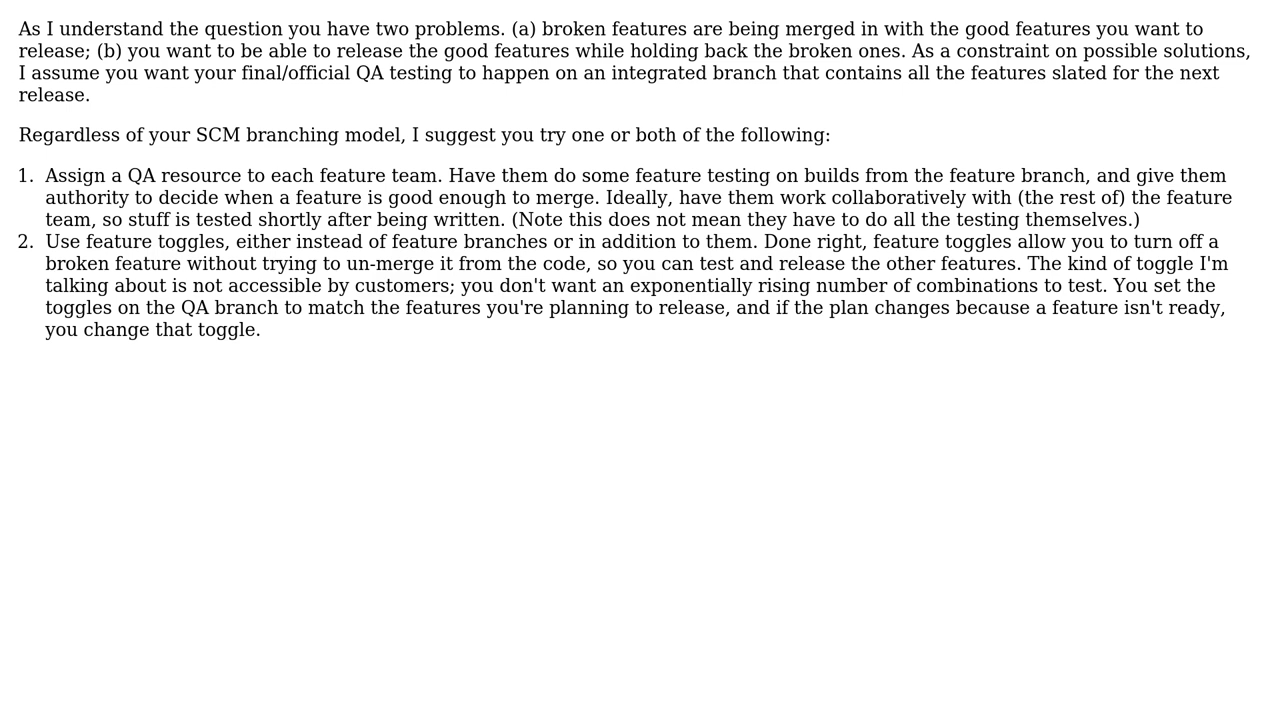 As I understand the question you have two problems. (a) broken features are being merged in with the good features you want to
release; (b) you want to be able to release the good features while holding back the broken ones. As a constraint on possible solutions,
I assume you want your final/official QA testing to happen on an integrated branch that contains all the features slated for the next
release.
Regardless of your SCM branching model, I suggest you try one or both of the following:
1. Assign a QA resource to each feature team. Have them do some feature testing on builds from the feature branch, and give them
authority to decide when a feature is good enough to merge. Ideally, have them work collaboratively with (the rest of) the feature
team, so stuff is tested shortly after being written. (Note this does not mean they have to do all the testing themselves.)
2. Use feature toggles, either instead of feature branches or in addition to them. Done right, feature toggles allow you to turn off a
broken feature without trying to un-merge it from the code, so you can test and release the other features. The kind of toggle I'm
talking about is not accessible by customers; you don't want an exponentially rising number of combinations to test. You set the
toggles on the QA branch to match the features you're planning to release, and if the plan changes because a feature isn't ready,
you change that toggle.